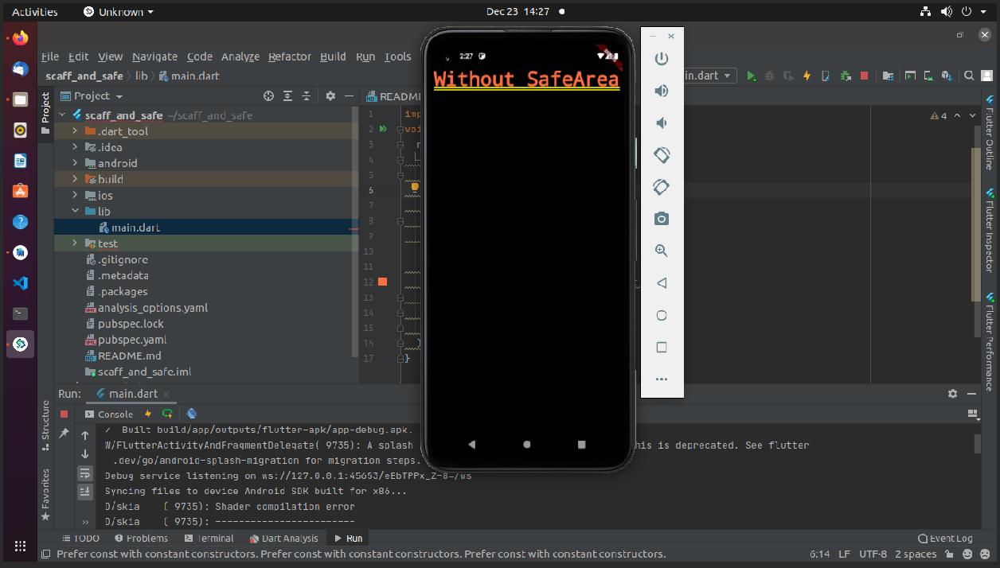 Activities
Unknown
Dec 23 14:27
File Edit View Navigate Code Analyze Refactor Build Run Tools
scaff_and_safe lib main.dart
in.dart
Project
README
Project
scaff_and_safe ~/scaff_and_safe
.dart_tool
.idea
android
build
ios
lib
main.dart
test
.gitignore
.metadata
.packages
analysis_options.yaml
pubspec.lock
pubspec.yaml
README.md
scaff_and_safe.iml
1 imp
2 voi
3
4
5
6
7
8
9
10
11
12
13
14
15
16 )
17 }
4
2:27
Without SafeArea
Flutter Outline
Flutter Inspector
Flutter Performance
Run: main.dart
Console
Structure
Favorites
✓ Built build/app/outputs/flutter-apk/app-debug.apk.
W/FlutterActivityAndFragmentDelegate( 9735): A splash his is deprecated. See flutter
.dev/go/android-splash-migration for migration steps.
Debug service listening on ws://127.0.0.1:45653/eEbTPPx_Z-8=/ws
Syncing files to device Android SDK built for x86...
D/skia ( 9735): Shader compilation error
D/skia ( 9735): ------------------------
TODO Problems Terminal Dart Analysis Run Event Log
Prefer const with constant constructors. Prefer const with constant constructors. Prefer const with constant constructors.
6:14 LF UTF-8 2 spaces